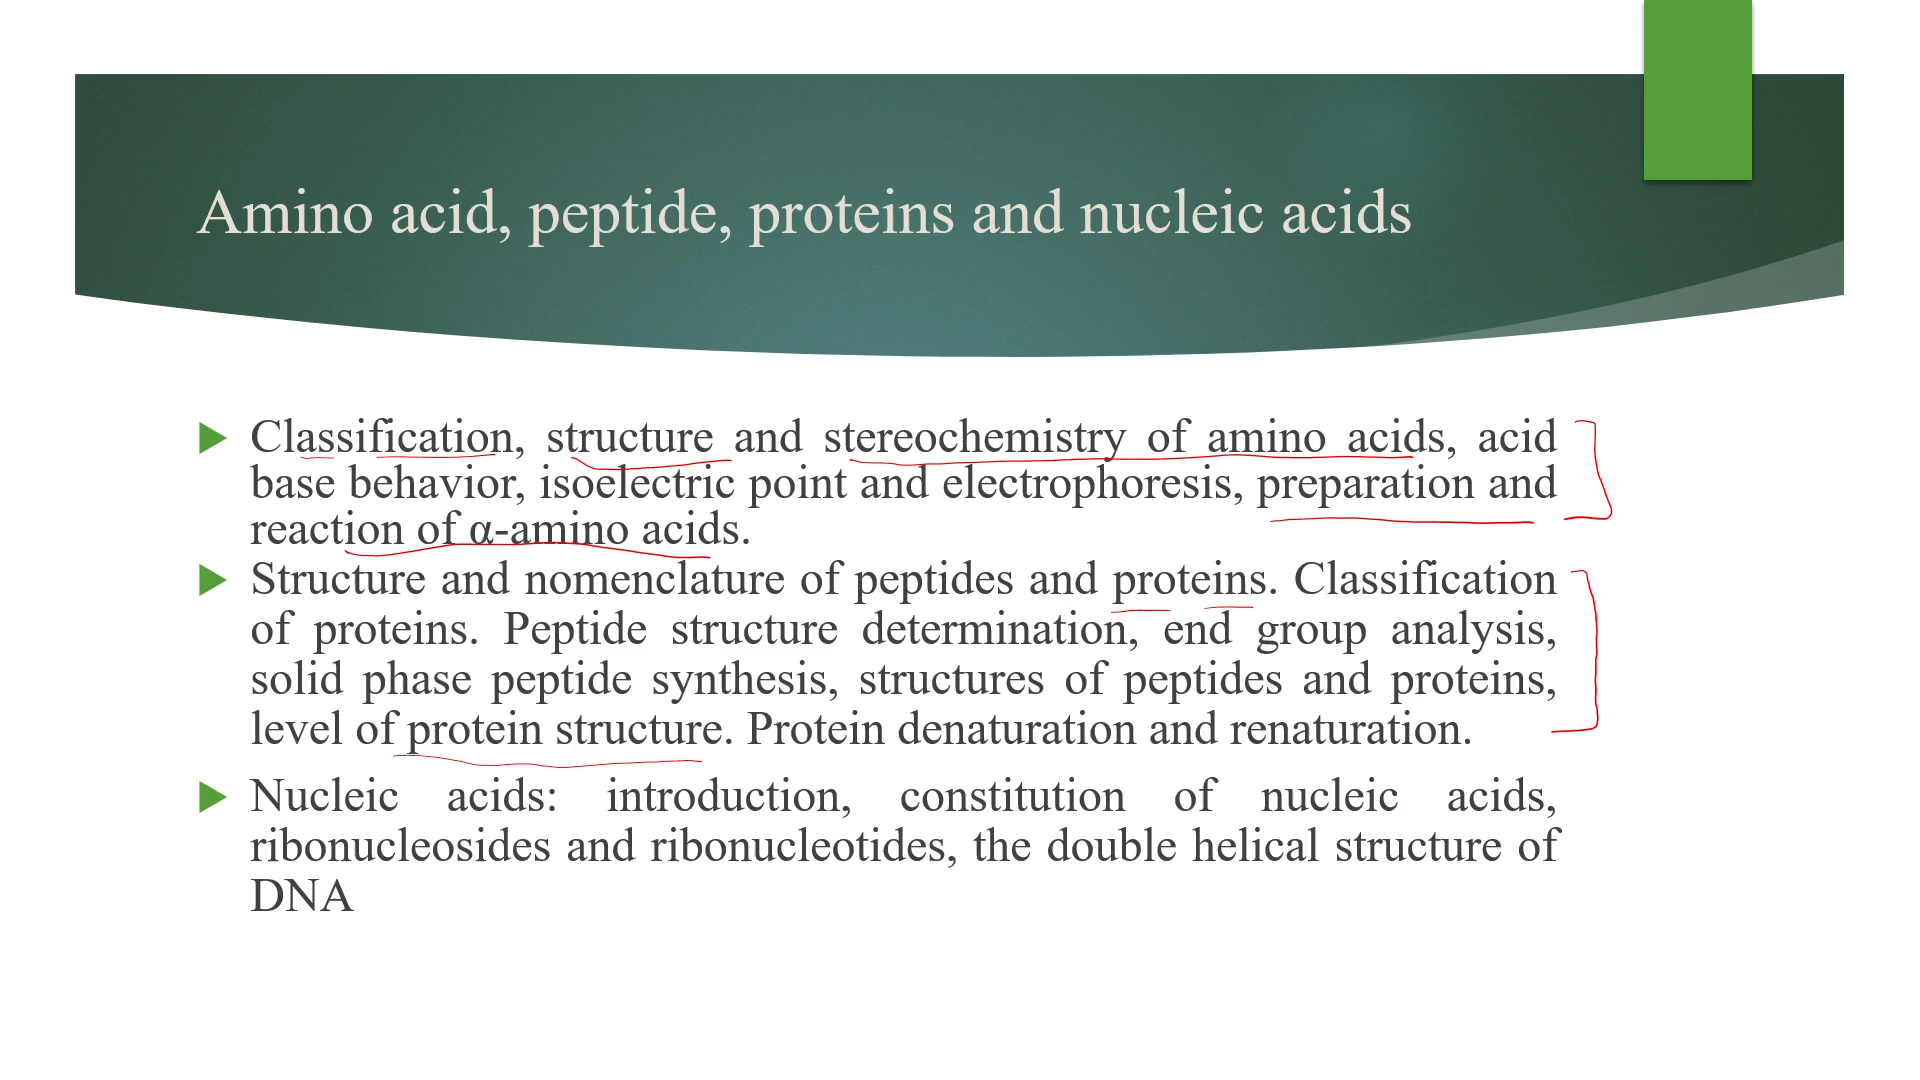 Amino acid, peptide, proteins and nucleic acids
Classification, structure and stereochemistry of amino acids, acid
base behavior, isoelectric point and electrophoresis, preparation and
reaction of α-amino acids.
Structure and nomenclature of peptides and proteins. Classification
of proteins. Peptide structure determination, end group analysis,
solid phase peptide synthesis, structures of peptides and proteins,
level of protein structure. Protein denaturation and renaturation.
Nucleic acids: introduction, constitution of nucleic acids,
ribonucleosides and ribonucleotides, the double helical structure of
DNA